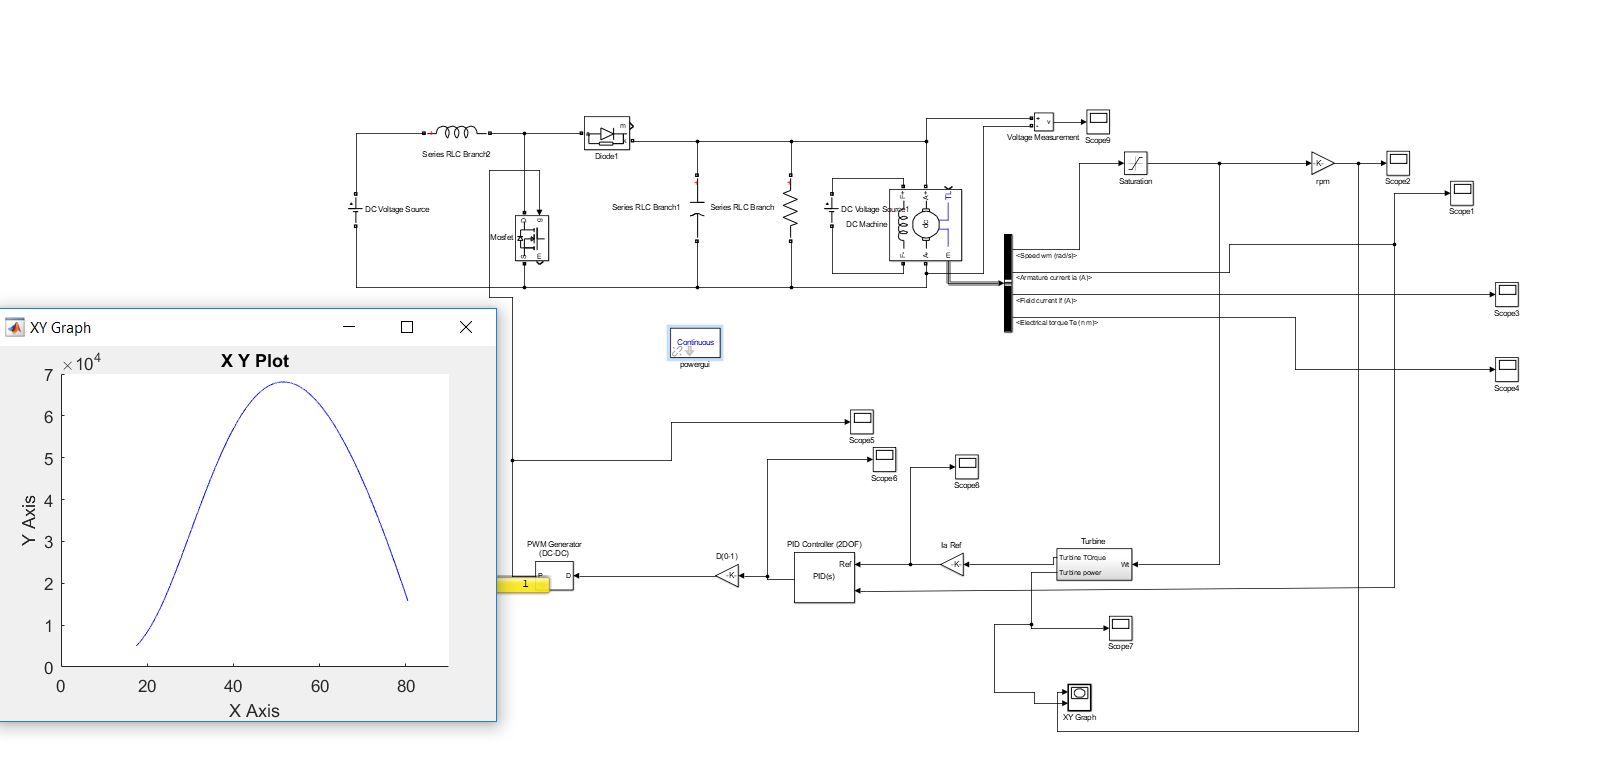 Series RLC Branch2
m
Diode1
+
-
v
Voltage Measurement
Scope9
Saturation
-K-
rpm
Scope2
Scope1
DC Voltage Source
D
g
Mosfet
S
m
Series RLC Branch1
Series RLC Branch
DC Voltage Source1
DC Machine
F+
A+
TL
dc
F-
A-
m
<Speed wm (rad/s)>
<Armature current ia (A)>
<Field current if (A)>
<Electrical torque Te (n m)>
Scope3
Scope4
Continuous
powergui
XY Graph
X Y Plot
×10^4
7
6
5
4
3
2
1
0
Y Axis
0
20
40
60
80
X Axis
Scope5
Scope6
Scope8
PWM Generator
(DC-DC)
P
D
1
D(0-1)
-K-
PID Controller (2DOF)
Ref
PID(s)
Ia Ref
-K-
Turbine
Turbine TOrque
Turbine power
Wt
Scope7
XY Graph